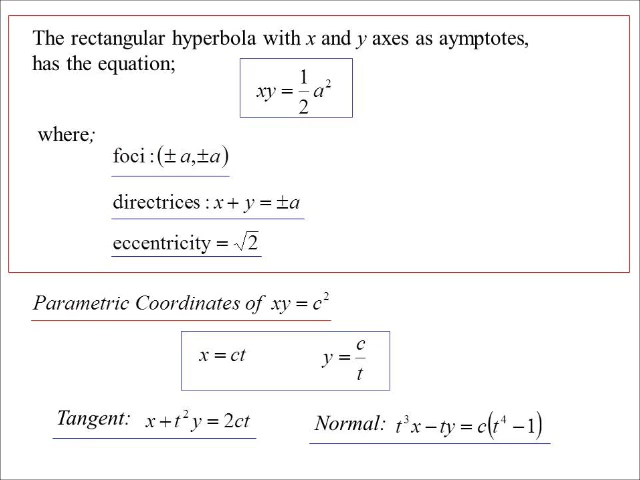 The rectangular hyperbola with x and y axes as aymptotes,
has the equation;
xy = 1/2 a²
where;
foci : (± a,±a)
directrices : x + y = ±a
eccentricity = √2
Parametric Coordinates of xy = c²
x = ct y = c/t
Tangent: x + t²y = 2ct Normal: t³x − ty = c(t⁴ − 1)